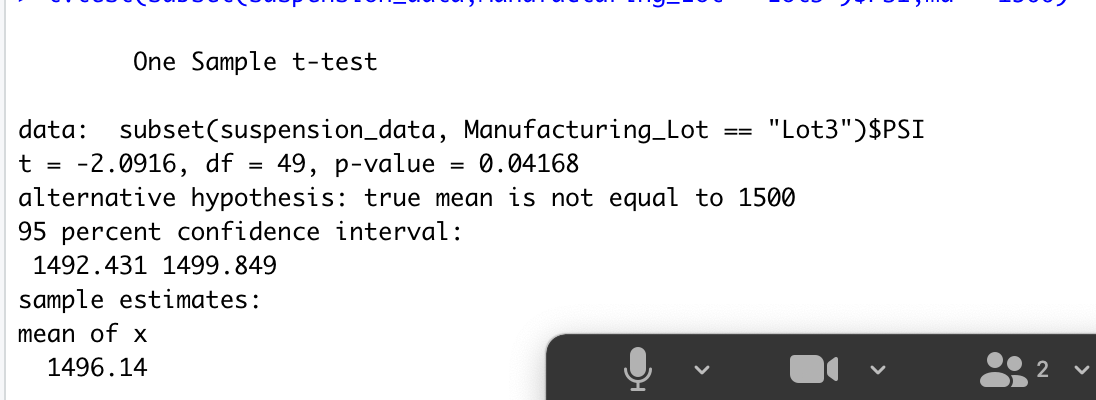 One Sample t-test
data:  subset(suspension_data, Manufacturing_Lot == "Lot3")$PSI
t = -2.0916, df = 49, p-value = 0.04168
alternative hypothesis: true mean is not equal to 1500
95 percent confidence interval:
 1492.431 1499.849
sample estimates:
mean of x
  1496.14
2